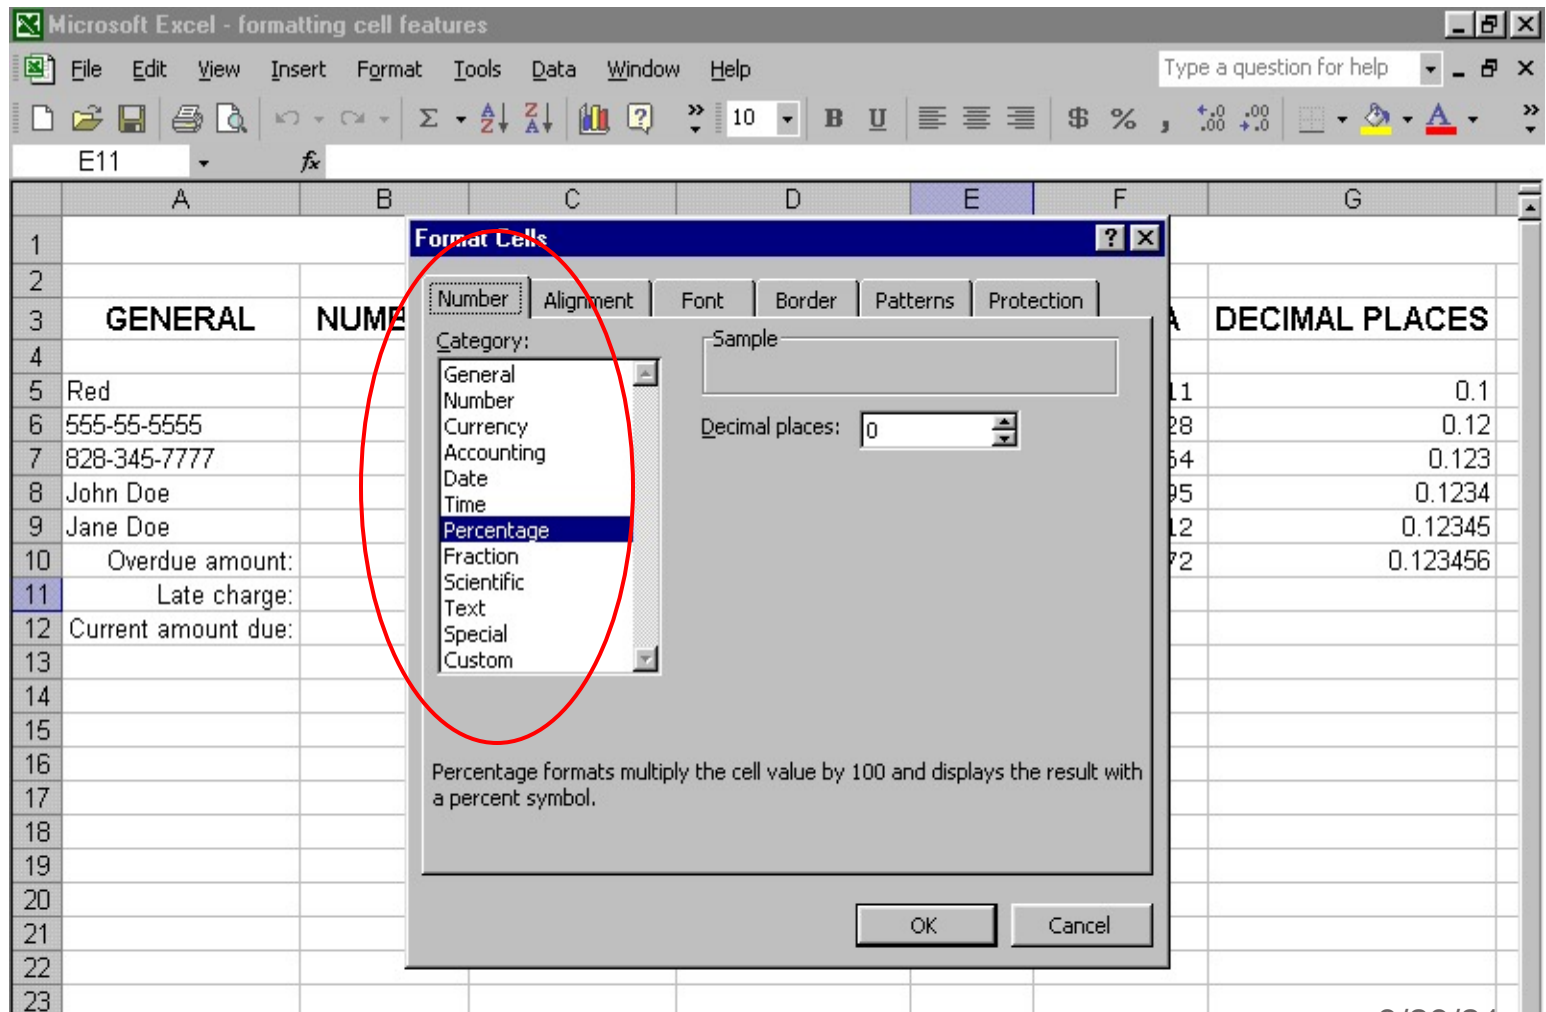 Microsoft Excel - formatting cell features
File Edit View Insert Format Tools Data Window Help Type a question for help
10 B U $ %
E11 fx
A B C D E F G
1
2
3 GENERAL DECIMAL PLACES
4
5 Red 0.1
6 555-55-5555 0.12
7 828-345-7777 0.123
8 John Doe 0.1234
9 Jane Doe 0.12345
10 Overdue amount: 0.123456
11 Late charge:
12 Current amount due:
13
14
15
16
17
18
19
20
21
22
23
Format Cells
Number Alignment Font Border Patterns Protection
Category: Sample
General
Number
Currency Decimal places: 0
Accounting
Date
Time
Percentage
Fraction
Scientific
Text
Special
Custom
Percentage formats multiply the cell value by 100 and displays the result with
a percent symbol.
OK Cancel